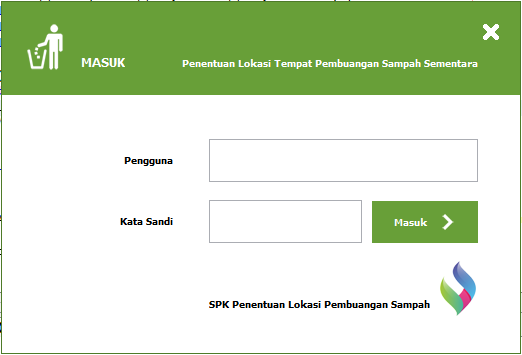 MASUK
Penentuan Lokasi Tempat Pembuangan Sampah Sementara
Pengguna
Kata Sandi
Masuk
SPK Penentuan Lokasi Pembuangan Sampah